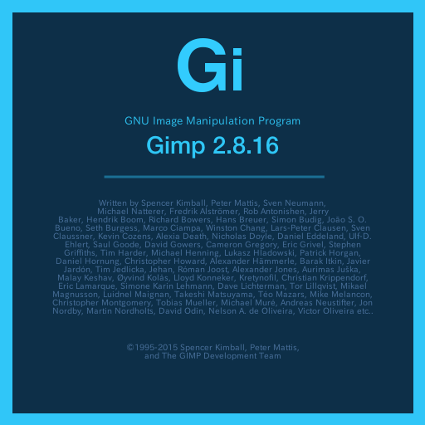 Gi
GNU Image Manipulation Program
Gimp 2.8.16
Written by Spencer Kimball, Peter Mattis, Sven Neumann,
Michael Natterer, Fredrik Alströmer, Rob Antonishen, Jerry
Baker, Hendrik Boom, Richard Bowers, Hans Breuer, Simon Budig, João S. O.
Bueno, Seth Burgess, Marco Ciampa, Winston Chang, Lars-Peter Clausen, Sven
Claussner, Kevin Cozens, Alexia Death, Nicholas Doyle, Daniel Eddeland, Ulf-D.
Ehlert, Saul Goode, David Gowers, Cameron Gregory, Eric Grivel, Stephen
Griffiths, Tim Harder, Michael Henning, Lukasz Hladowski, Patrick Horgan,
Daniel Hornung, Christopher Howard, Alexander Hämmerle, Barak Itkin, Javier
Jardón, Tim Jedlicka, Jehan, Róman Joost, Alexander Jones, Aurimas Juška,
Malay Keshav, Øyvind Kolås, Lloyd Konneker, Kretynofil, Christian Krippendorf,
Eric Lamarque, Simone Karin Lehmann, Dave Lichterman, Tor Lillqvist, Mikael
Magnusson, Luidnel Maignan, Takeshi Matsuyama, Téo Mazars, Mike Melancon,
Christopher Montgomery, Tobias Mueller, Michael Muré, Andreas Neustifter, Jon
Nordby, Martin Nordholts, David Odin, Nelson A. de Oliveira, Victor Oliveira etc..
©1995-2015 Spencer Kimball, Peter Mattis,
and The GIMP Development Team